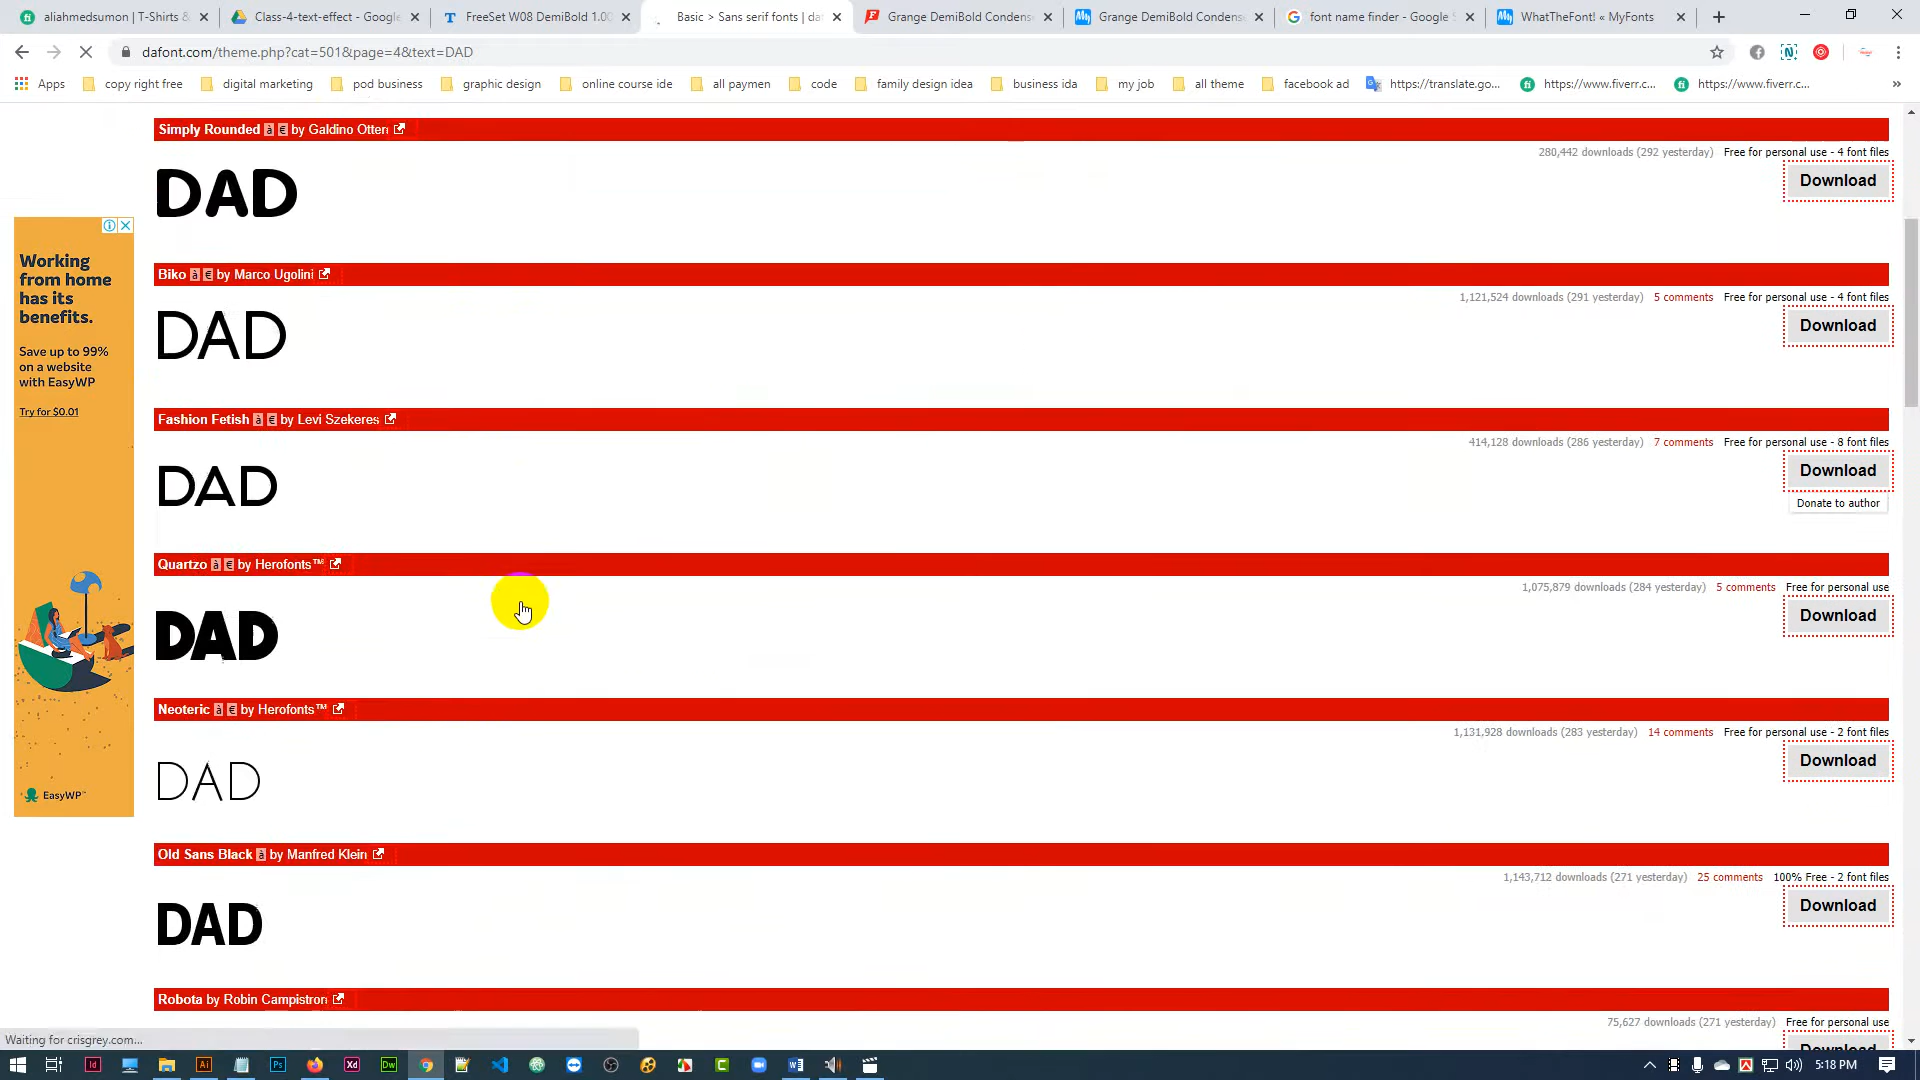 aliahmedsumon | T-Shirts &
Class-4-text-effect - Google
FreeSet W08 DemiBold 1.00
Basic > Sans serif fonts | da
Grange DemiBold Condens
Grange DemiBold Condens
font name finder - Google S
WhatTheFont! « MyFonts
dafont.com/theme.php?cat=501&page=4&text=DAD
Apps
copy right free
digital marketing
pod business
graphic design
online course ide
all paymen
code
family design idea
business ida
my job
all theme
facebook ad
https://translate.go...
https://www.fiverr.c...
https://www.fiverr.c...
Simply Rounded à € by Galdino Otten
280,442 downloads (292 yesterday) Free for personal use - 4 font files
DAD
Download
Working
from home
has its
benefits.
Save up to 99%
on a website
with EasyWP
Try for $0.01
EasyWP™
Biko à € by Marco Ugolini
1,121,524 downloads (291 yesterday) 5 comments Free for personal use - 4 font files
DAD
Download
Fashion Fetish à € by Levi Szekeres
414,128 downloads (286 yesterday) 7 comments Free for personal use - 8 font files
DAD
Download
Donate to author
Quartzo à € by Herofonts™
1,075,879 downloads (284 yesterday) 5 comments Free for personal use
DAD
Download
Neoteric à € by Herofonts™
1,131,928 downloads (283 yesterday) 14 comments Free for personal use - 2 font files
DAD
Download
Old Sans Black à by Manfred Klein
1,143,712 downloads (271 yesterday) 25 comments 100% Free - 2 font files
DAD
Download
Robota by Robin Campistron
75,627 downloads (271 yesterday) Free for personal use
Download
Waiting for crisgrey.com...
5:18 PM